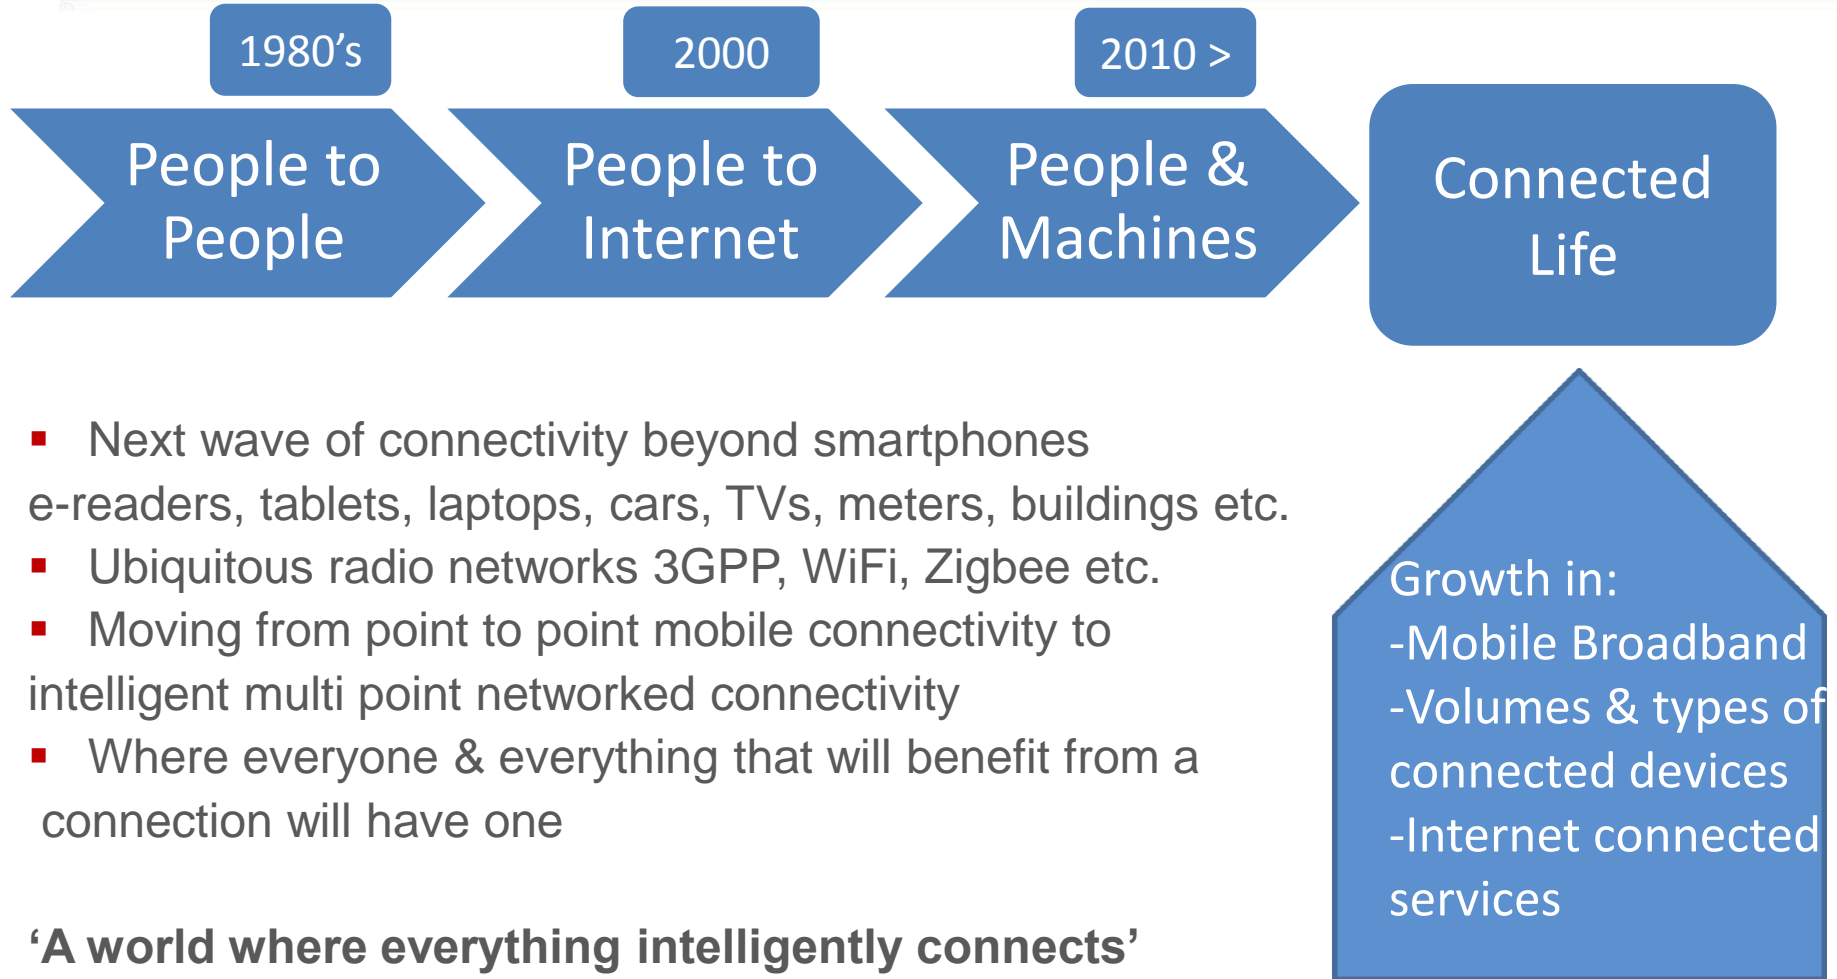 1980’s
2000
2010 >
People to
People
People to
Internet
People &
Machines
Connected
Life
▪ Next wave of connectivity beyond smartphones
e-readers, tablets, laptops, cars, TVs, meters, buildings etc.
▪ Ubiquitous radio networks 3GPP, WiFi, Zigbee etc.
▪ Moving from point to point mobile connectivity to
intelligent multi point networked connectivity
▪ Where everyone & everything that will benefit from a
connection will have one
‘A world where everything intelligently connects’
Growth in:
-Mobile Broadband
-Volumes & types of
connected devices
-Internet connected
services